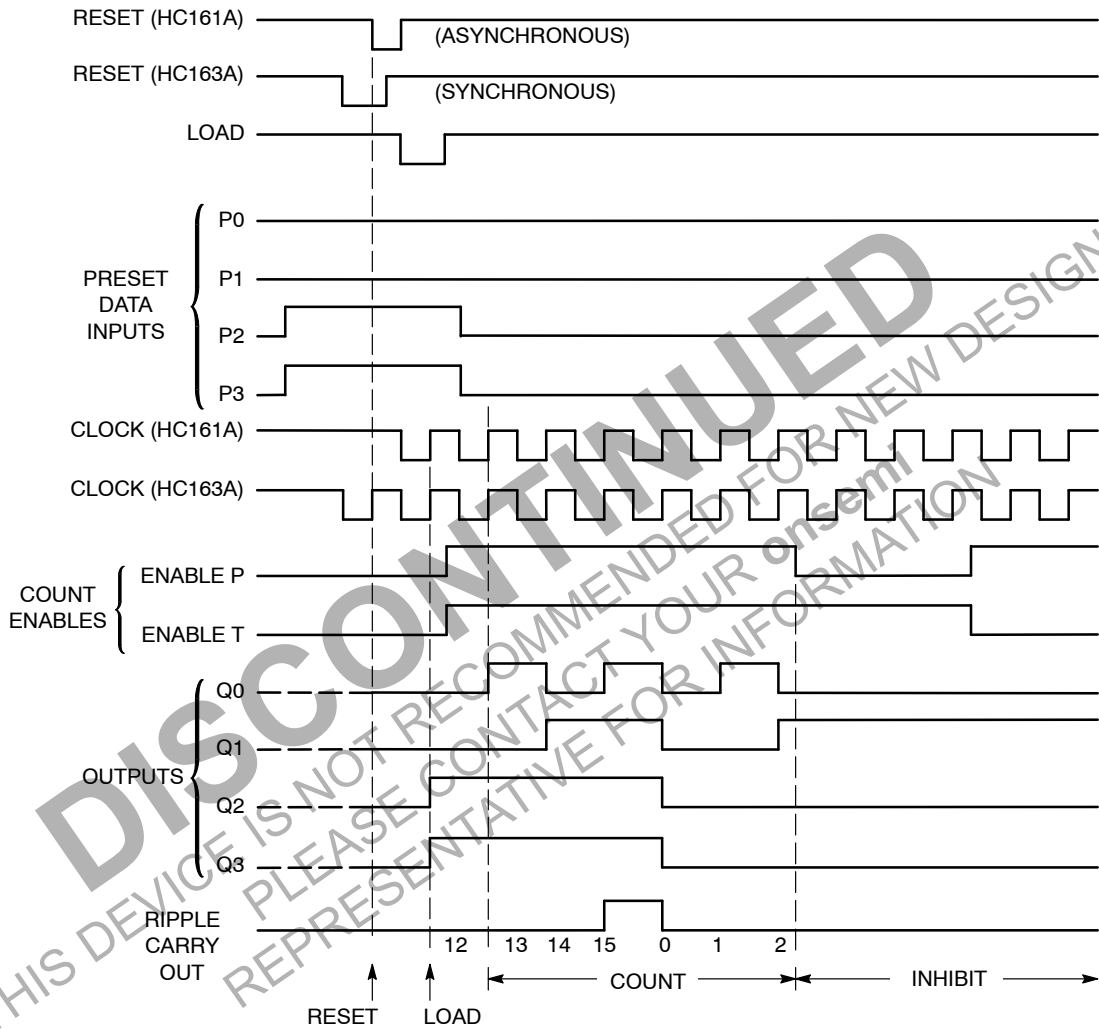 RESET (HC161A)
(ASYNCHRONOUS)
RESET (HC163A)
(SYNCHRONOUS)
LOAD
P0
PRESET
DATA
INPUTS
P1
P2
P3
CLOCK (HC161A)
CLOCK (HC163A)
COUNT
ENABLES
ENABLE P
ENABLE T
OUTPUTS
Q0
Q1
Q2
Q3
RIPPLE
CARRY
OUT
12 13 14 15 0 1 2
COUNT
INHIBIT
RESET LOAD
DISCONTINUED
THIS DEVICE IS NOT RECOMMENDED FOR NEW DESIGN
PLEASE CONTACT YOUR onsemi
REPRESENTATIVE FOR INFORMATION